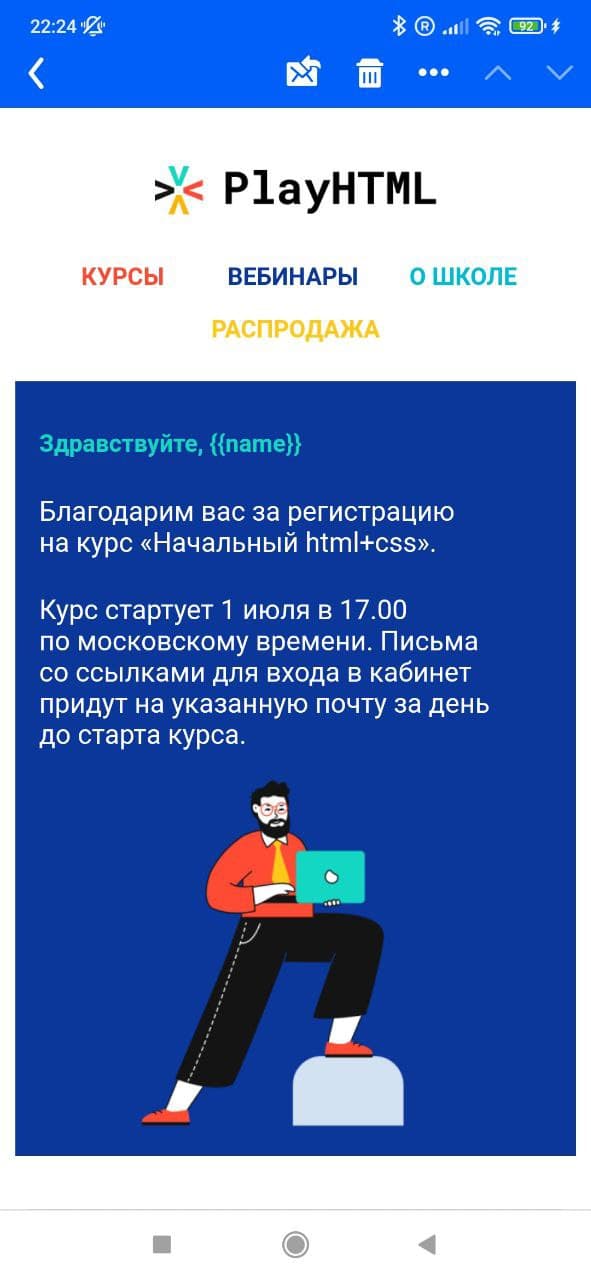 22:24
92
PlayHTML
КУРСЫ ВЕБИНАРЫ О ШКОЛЕ
РАСПРОДАЖА
Здравствуйте, {{name}}
Благодарим вас за регистрацию
на курс «Начальный html+css».
Курс стартует 1 июля в 17.00
по московскому времени. Письма
со ссылками для входа в кабинет
придут на указанную почту за день
до старта курса.